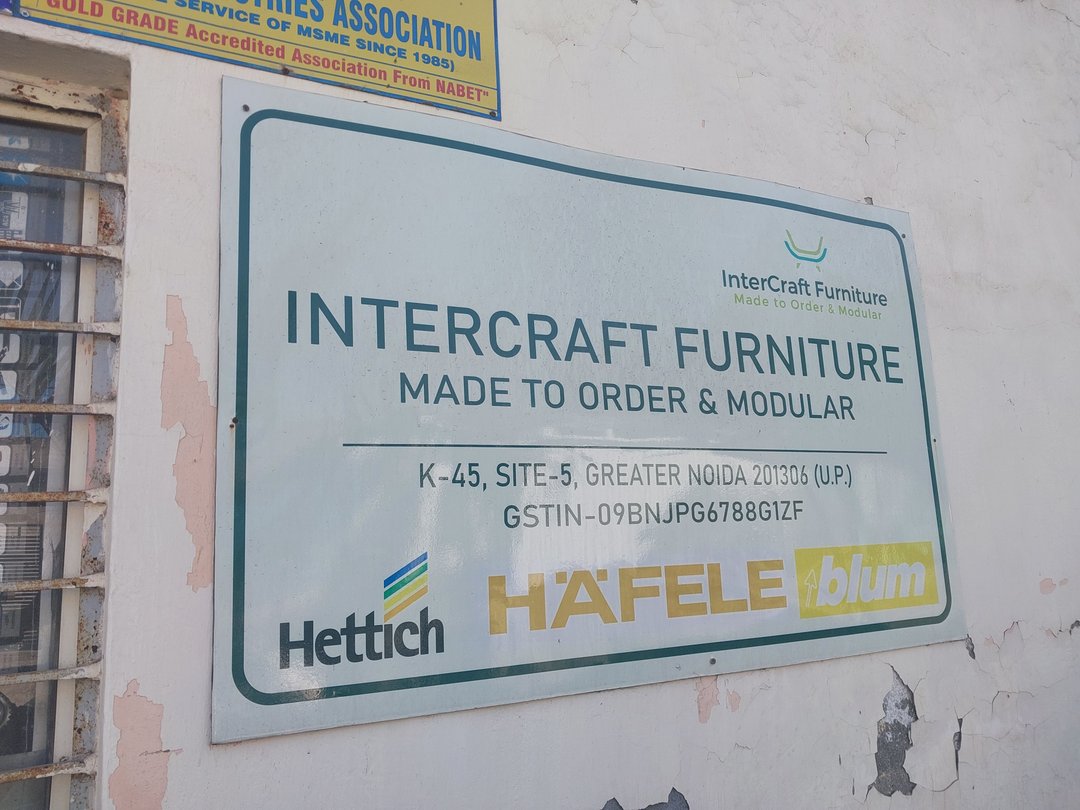 STRIES ASSOCIATION
SERVICE OF MSME SINCE 1985)
"GOLD GRADE Accredited Association From NABET"
InterCraft Furniture
Made to Order & Modular
INTERCRAFT FURNITURE
MADE TO ORDER & MODULAR
K-45, SITE-5, GREATER NOIDA 201306 (U.P.)
GSTIN-09BNJPG6788G1ZF
Hettich
HÄFELE
blum